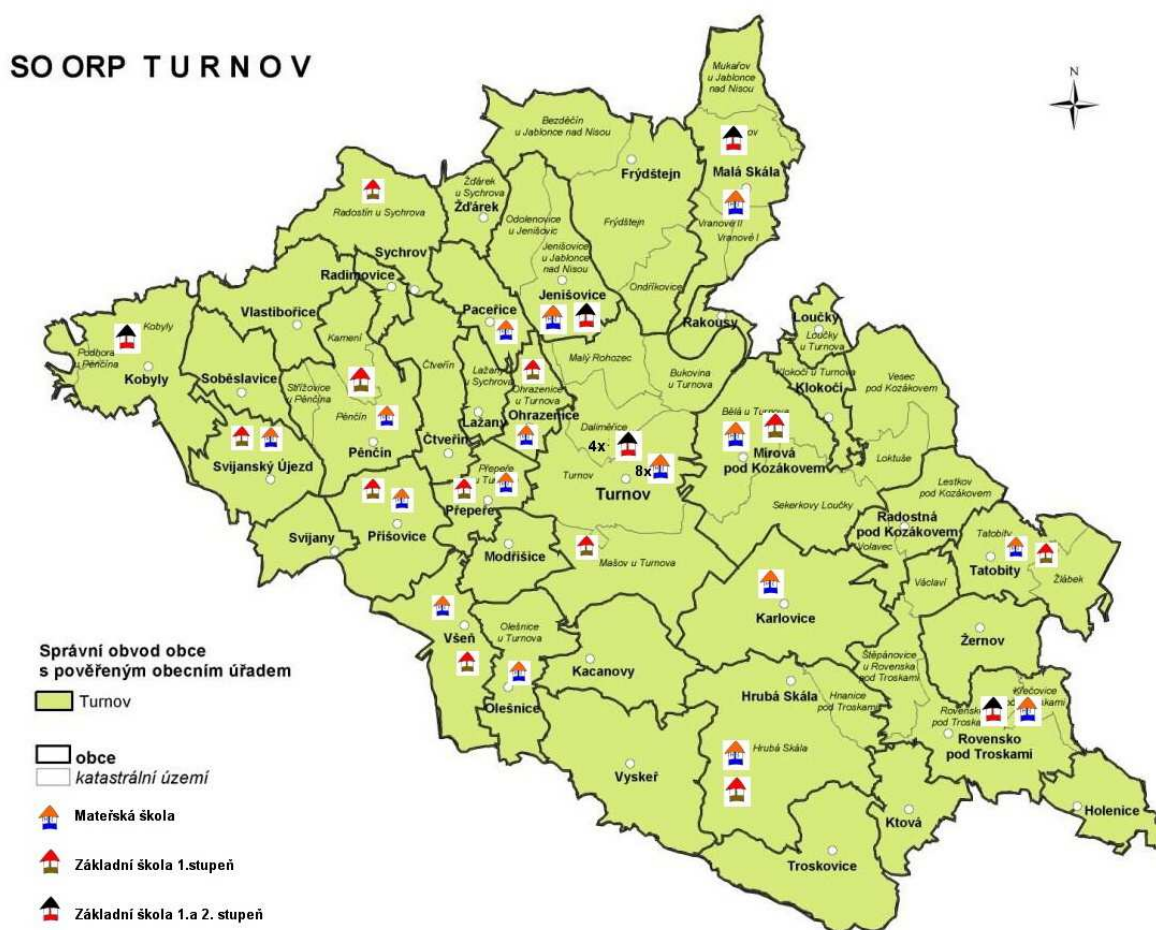 SO ORP TURNOV
N
Mukařov
u Jablonce
nad Nisou
Bezděčín
u Jablonce nad Nisou
Frýdštejn
Malá Skála
Žďárek
u Sychrova
Žďárek
Radostín u Sychrova
Odolenovice
u Jenišovic
Frýdštejn
Vranové II
Vranové I
Jenišovice
u Jablonce
nad Nisou
Sychrov
Radimovice
Ondříkovice
Jenišovice
Paceřice
Vlastibořice
Rakousy
Loučky
Loučky
u Turnova
Kobyly
Kamení
Malý Rohozec
Podhora
u Pěnčína
Kobyly
Čtveřín
Lažany
u Sychrova
Bukovina
u Turnova
Klokočí u Turnova
Klokočí
Vesec
pod Kozákovem
Soběslavice
Střížovice
u Pěnčína
Ohrazenice
u Turnova
Ohrazenice
Lažany
Bělá u Turnova
Pěnčín
Daliměřice
Čtveřín
4x
Pěnčín
Svijanský Újezd
Mírová
pod Kozákovem
Loktuše
Přepeře
u
Turnov
8x
Turnov
Lestkov
pod Kozákovem
Přepeře
Sekerkovy Loučky
Radostná
pod Kozákovem
Příšovice
Svijany
Volavec
Modřišice
Mašov u Turnova
Tatobity
Tatobity
Žlábek
Václaví
Karlovice
Všeň
Olešnice
u Turnova
Žernov
Správní obvod obce
s pověřeným obecním úřadem
Turnov
Štěpánovice
u Rovenska
pod Troskami
Kacanovy
Hrubá Skála
Hnanice
pod Troskami
Olešnice
Křečovice
Rovensko
pod Troskami
Hrubá Skála
Vyskeř
obce
katastrální území
Holenice
Ktová
Mateřská škola
Troskovice
Základní škola 1.stupeň
Základní škola 1.a 2. stupeň